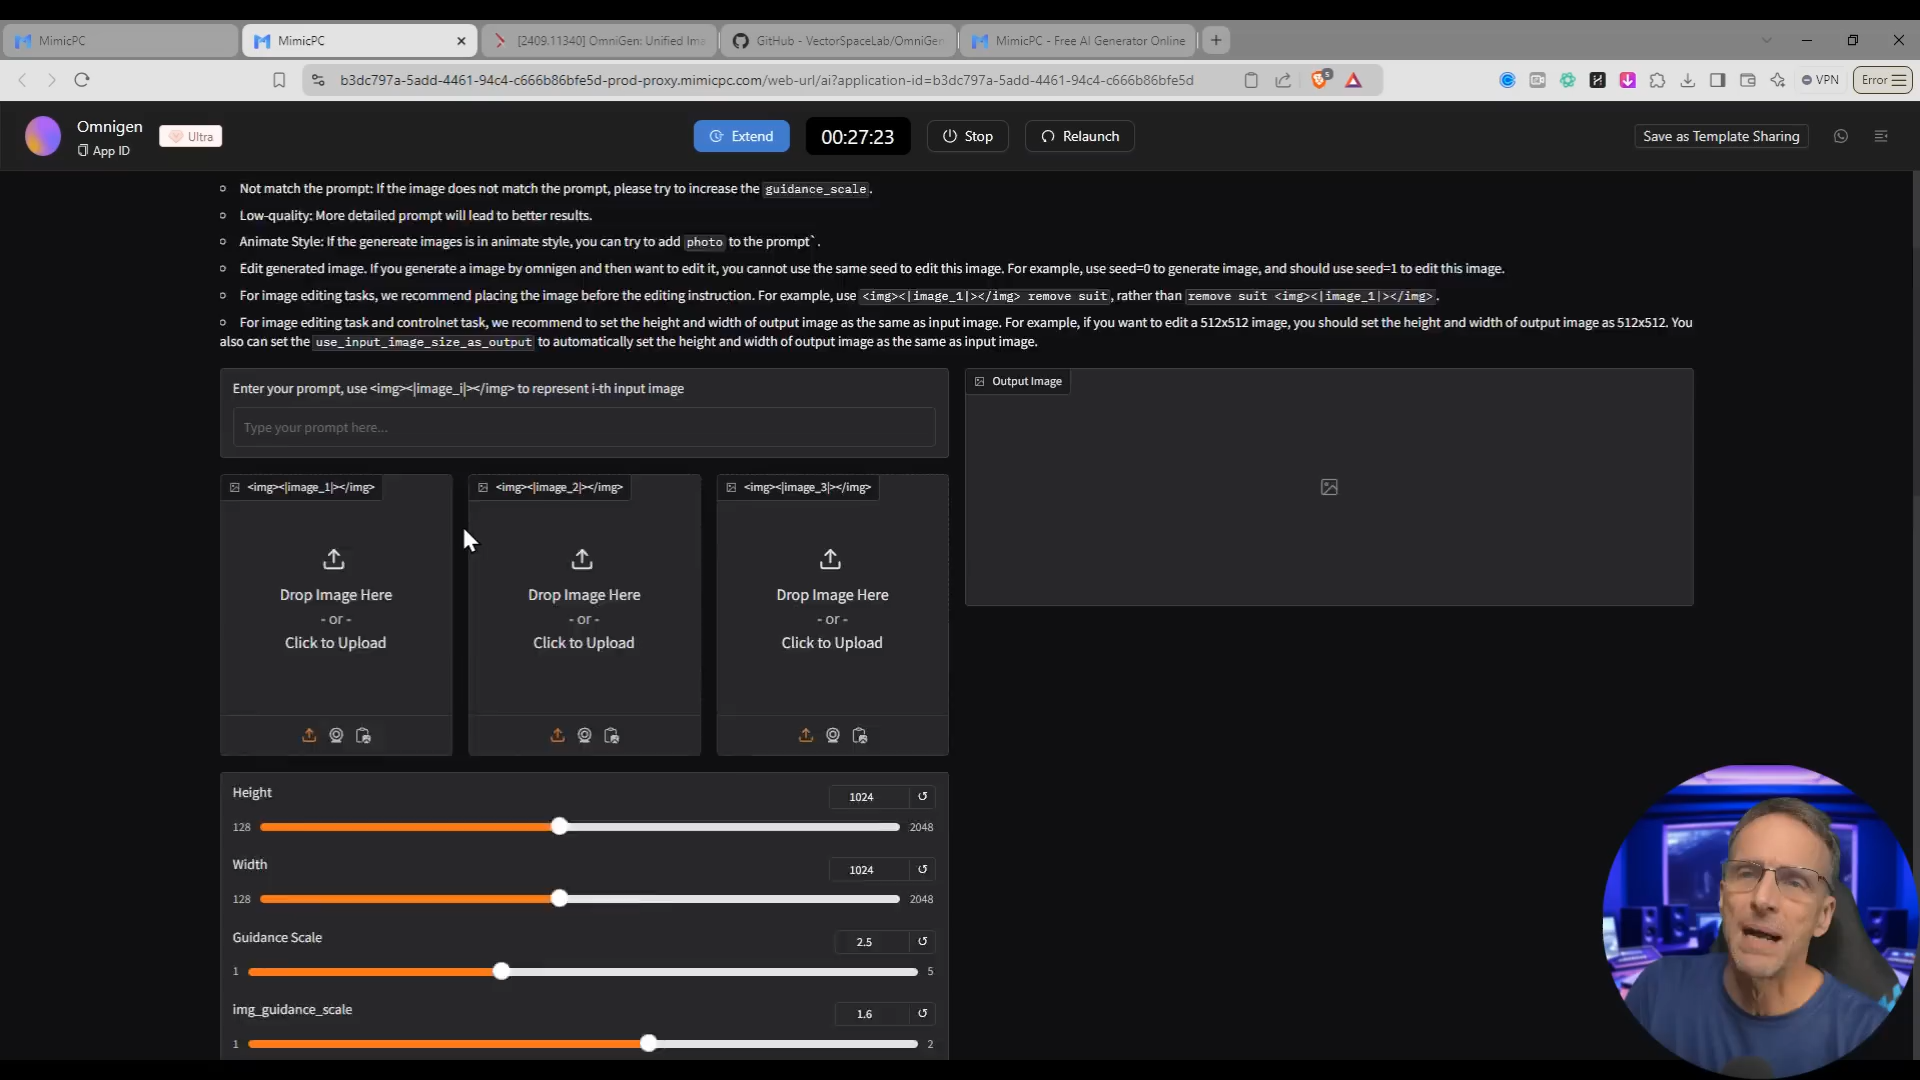 MimicPC
MimicPC
[2409.11340] OmniGen: Unified Ima
GitHub - VectorSpaceLab/OmniGen
MimicPC - Free AI Generator Online
b3dc797a-5add-4461-94c4-c666b86bfe5d-prod-proxy.mimicpc.com/web-url/ai?application-id=b3dc797a-5add-4461-94c4-c666b86bfe5d
5
VPN
Error
Omnigen
App ID
Ultra
Extend
00:27:23
Stop
Relaunch
Save as Template Sharing
Not match the prompt: If the image does not match the prompt, please try to increase the guidance_scale.
Low-quality: More detailed prompt will lead to better results.
Animate Style: If the genereate images is in animate style, you can try to add photo to the prompt`.
Edit generated image. If you generate a image by omnigen and then want to edit it, you cannot use the same seed to edit this image. For example, use seed=0 to generate image, and should use seed=1 to edit this image.
For image editing tasks, we recommend placing the image before the editing instruction. For example, use <img><|image_1|></img> remove suit, rather than remove suit <img><|image_1|></img>.
For image editing task and controlnet task, we recommend to set the height and width of output image as the same as input image. For example, if you want to edit a 512x512 image, you should set the height and width of output image as 512x512. You
also can set the use_input_image_size_as_output to automatically set the height and width of output image as the same as input image.
Enter your prompt, use <img><|image_i|></img> to represent i-th input image
Type your prompt here...
Output Image
<img><|image_1|></img>
<img><|image_2|></img>
<img><|image_3|></img>
Drop Image Here
- or -
Click to Upload
Drop Image Here
- or -
Click to Upload
Drop Image Here
- or -
Click to Upload
Height
1024
128
2048
Width
1024
128
2048
Guidance Scale
2.5
1
5
img_guidance_scale
1.6
1
2